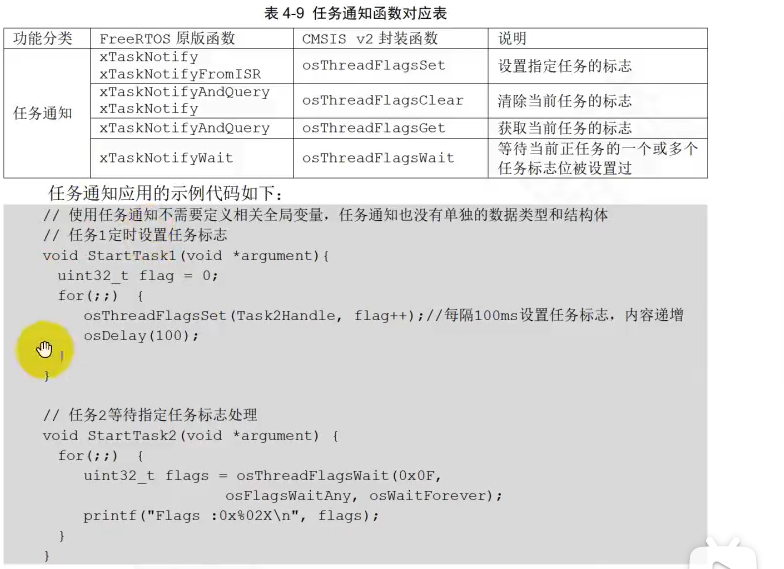 表 4-9 任务通知函数对应表
功能分类 FreeRTOS 原版函数 CMSIS v2 封装函数 说明
任务通知
xTaskNotify
xTaskNotifyFromISR
osThreadFlagsSet
设置指定任务的标志
xTaskNotifyAndQuery
xTaskNotify
osThreadFlagsClear
清除当前任务的标志
xTaskNotifyAndQuery
osThreadFlagsGet
获取当前任务的标志
xTaskNotifyWait
osThreadFlagsWait
等待当前正任务的一个或多个
任务标志位被设置过
任务通知应用的示例代码如下:
// 使用任务通知不需要定义相关全局变量，任务通知也没有单独的数据类型和结构体
// 任务1定时设置任务标志
void StartTask1(void *argument){
uint32_t flag = 0;
for(;;) {
osThreadFlagsSet(Task2Handle, flag++);//每隔100ms设置任务标志，内容递增
osDelay(100);
}
}
// 任务2等待指定任务标志处理
void StartTask2(void *argument) {
for(;;) {
uint32_t flags = osThreadFlagsWait(0x0F,
osFlagsWaitAny, osWaitForever);
printf("Flags :0x%02X\n", flags);
}
}